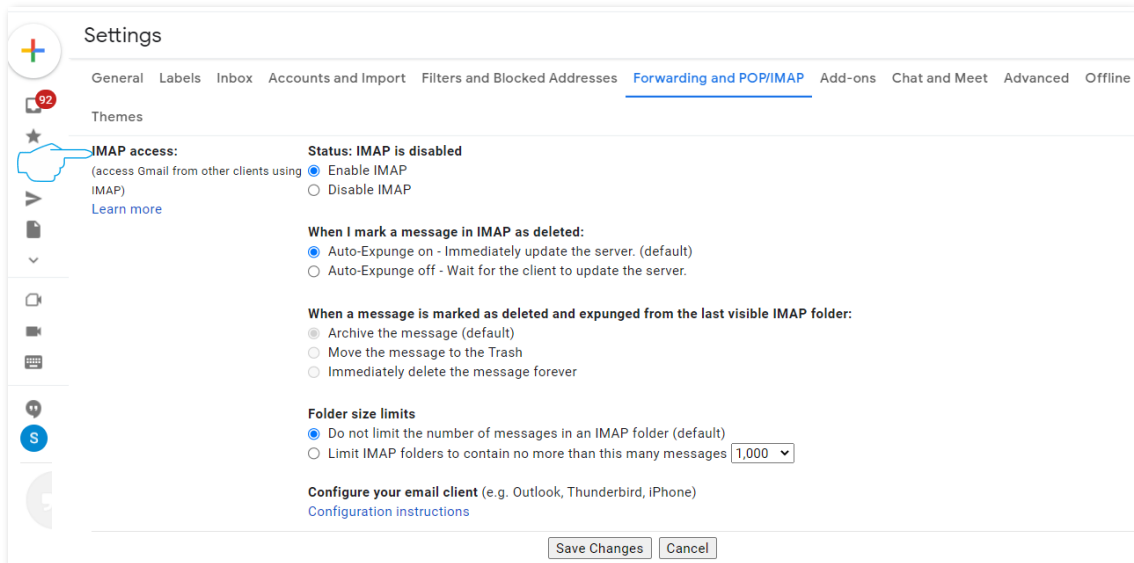 Settings
General Labels Inbox Accounts and Import Filters and Blocked Addresses Forwarding and POP/IMAP Add-ons Chat and Meet Advanced Offline
92
Themes
IMAP access:
(access Gmail from other clients using
IMAP)
Learn more
Status: IMAP is disabled
Enable IMAP
Disable IMAP
When I mark a message in IMAP as deleted:
Auto-Expunge on - Immediately update the server. (default)
Auto-Expunge off - Wait for the client to update the server.
When a message is marked as deleted and expunged from the last visible IMAP folder:
Archive the message (default)
Move the message to the Trash
Immediately delete the message forever
Folder size limits
Do not limit the number of messages in an IMAP folder (default)
Limit IMAP folders to contain no more than this many messages 1,000
S
Configure your email client (e.g. Outlook, Thunderbird, iPhone)
Configuration instructions
Save Changes Cancel